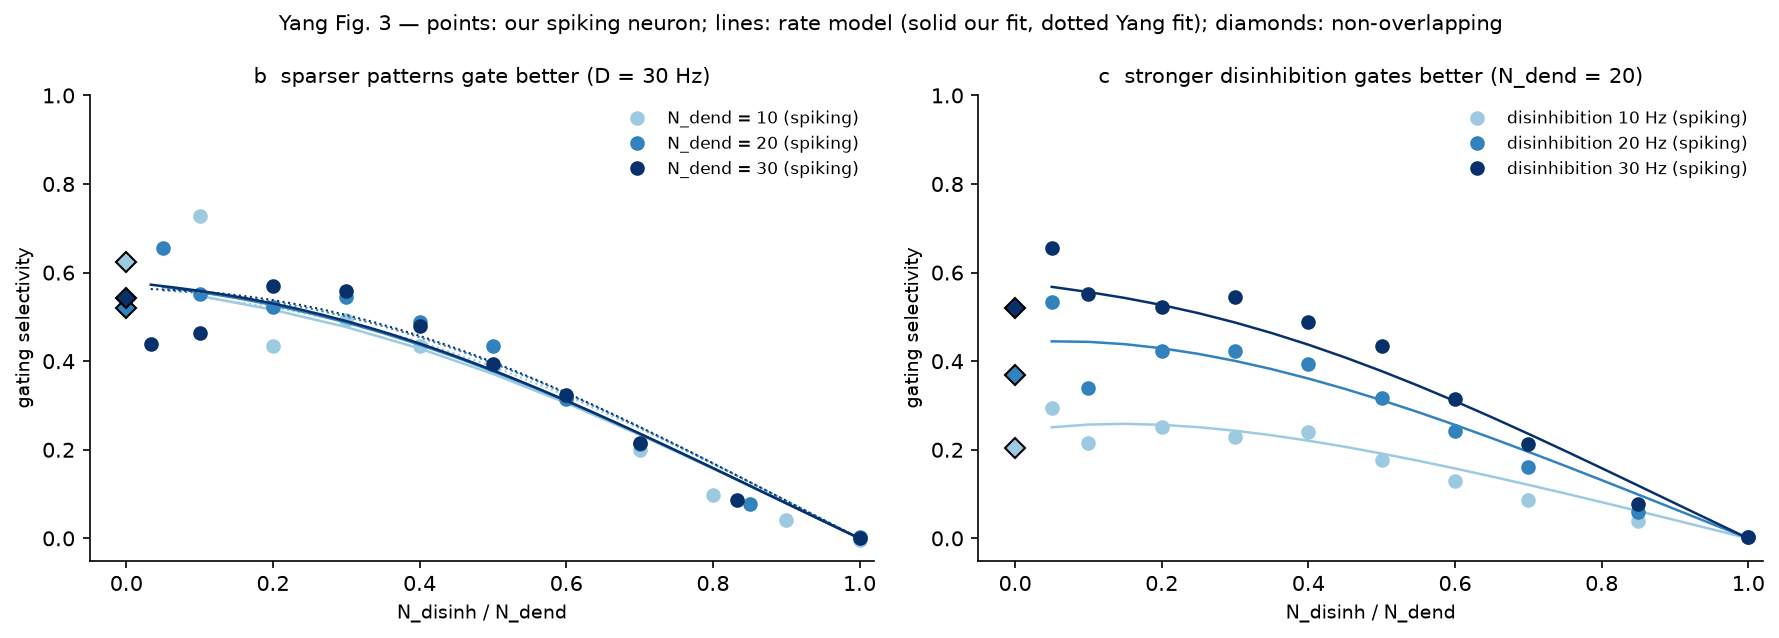 Yang Fig. 3 — points: our spiking neuron; lines: rate model (solid our fit, dotted Yang fit); diamonds: non-overlapping
b  sparser patterns gate better (D = 30 Hz)
1.0
0.8
0.6
0.4
0.2
0.0
gating selectivity
N_dend = 10 (spiking)
N_dend = 20 (spiking)
N_dend = 30 (spiking)
0.0 0.2 0.4 0.6 0.8 1.0
N_disinh / N_dend
c  stronger disinhibition gates better (N_dend = 20)
1.0
0.8
0.6
0.4
0.2
0.0
gating selectivity
disinhibition 10 Hz (spiking)
disinhibition 20 Hz (spiking)
disinhibition 30 Hz (spiking)
0.0 0.2 0.4 0.6 0.8 1.0
N_disinh / N_dend